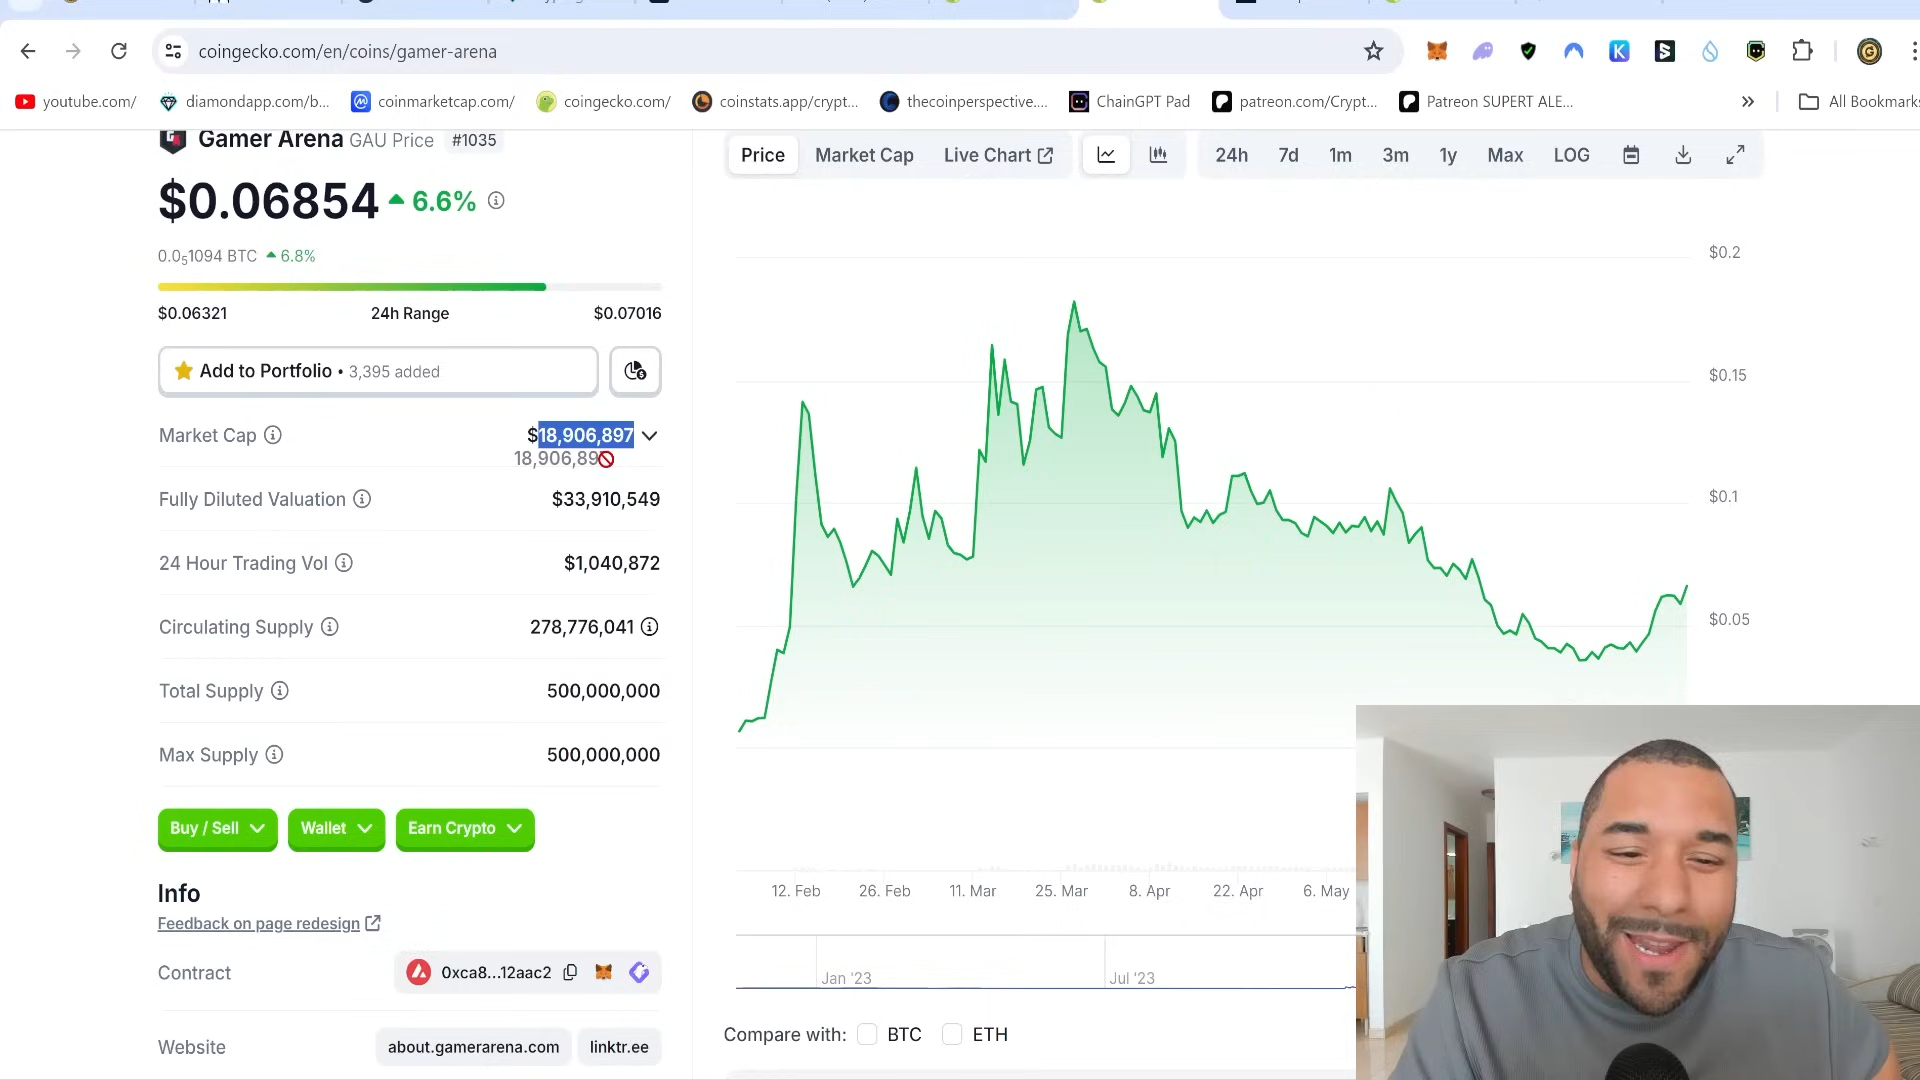 coingecko.com/en/coins/gamer-arena
youtube.com/
diamondapp.com/b...
coinmarketcap.com/
coingecko.com/
coinstats.app/crypt...
thecoinperspective....
ChainGPT Pad
patreon.com/Crypt...
Patreon SUPERT ALE...
»
All Bookmarks
Gamer Arena GAU Price #1035
$0.06854 6.6%
0.0₅1094 BTC 6.8%
$0.06321 24h Range $0.07016
Add to Portfolio • 3,395 added
Market Cap $18,906,897
18,906,89
Fully Diluted Valuation $33,910,549
24 Hour Trading Vol $1,040,872
Circulating Supply 278,776,041
Total Supply 500,000,000
Max Supply 500,000,000
Buy / Sell Wallet Earn Crypto
Info
Feedback on page redesign
Contract 0xca8...12aac2
Website about.gamerarena.com linktr.ee
Price Market Cap Live Chart
24h 7d 1m 3m 1y Max LOG
$0.2
$0.15
$0.1
$0.05
12. Feb 26. Feb 11. Mar 25. Mar 8. Apr 22. Apr 6. May
Jan '23 Jul '23
Compare with: BTC ETH